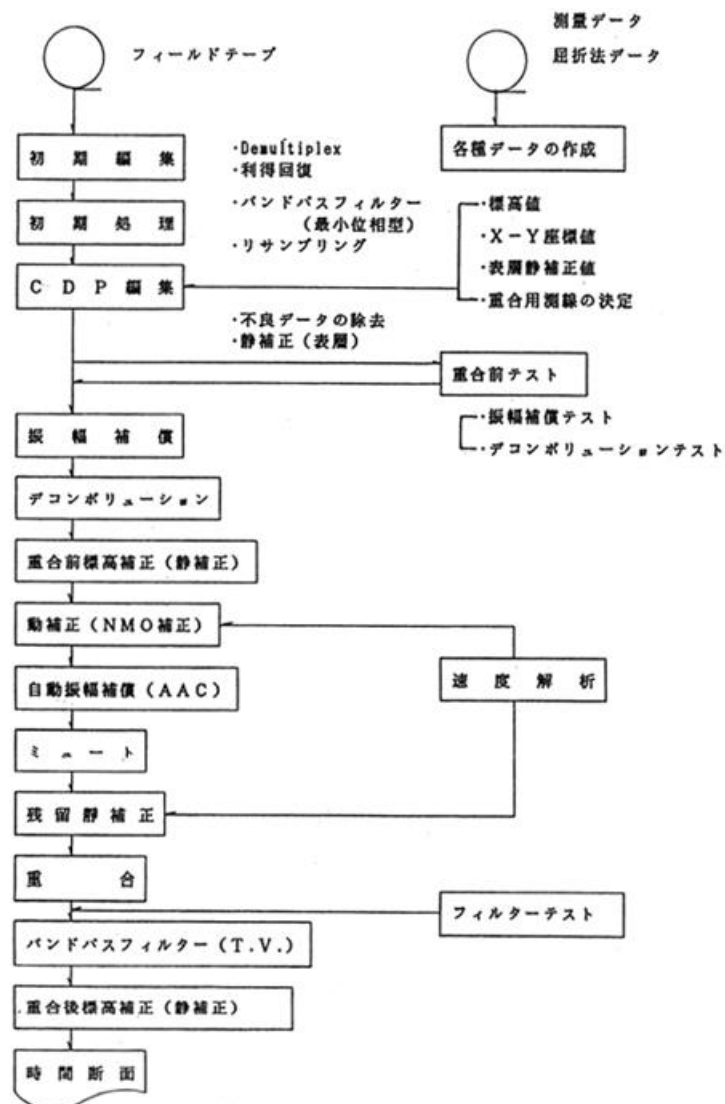 フィールドテープ
測量データ
屈折法データ
初期編集
・Demultiplex
・利得回復
各種データの作成
初期処理
・バンドパスフィルター
（最小位相型）
・リサンプリング
・標高値
・X－Y座標値
・表層静補正値
・重合用測線の決定
CDP編集
・不良データの除去
・静補正（表層）
重合前テスト
・振幅補償テスト
・デコンボリューションテスト
振幅補償
デコンボリューション
重合前標高補正（静補正）
動補正（NMO補正）
速度解析
自動振幅補償（AAC）
ミュート
残留静補正
重合
フィルターテスト
バンドパスフィルター（T.V.）
重合後標高補正（静補正）
時間断面